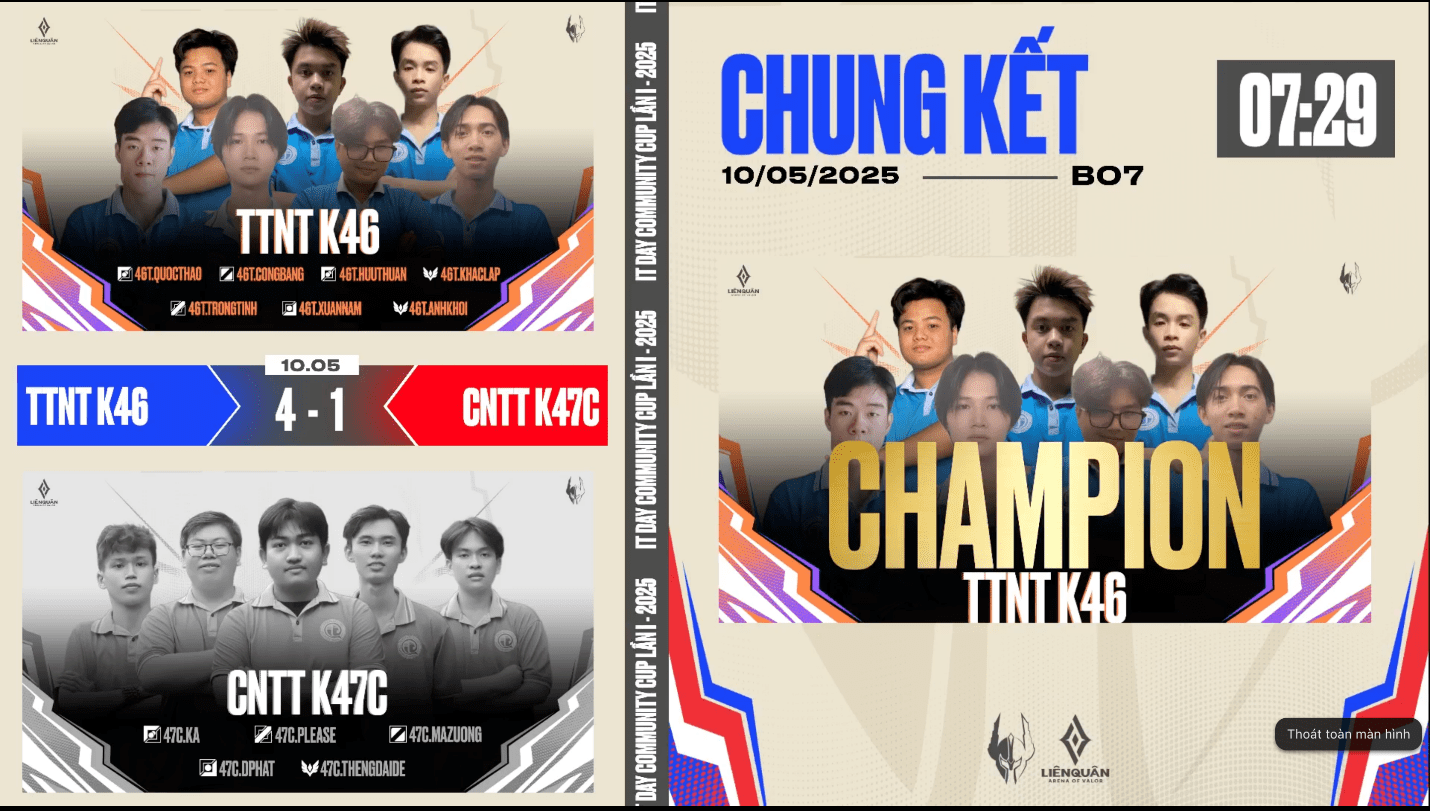 LIÊNQUÂN
TTNT K46
46T.QUOCTHAO 46T.CONGBANG 46T.HUUTHUAN 46T.KHACLAP
46T.TRONGTINH 46T.XUANNAM 46T.ANHKHOI
10.05
TTNT K46 4 - 1 CNTT K47C
LIÊNQUÂN
CNTT K47C
47C.KA 47C.PLEASE 47C.MAZUONG
47C.DPHAT 47C.THENGDAIDE
IT DAY COMMUNITY CUP LẦN I - 2025
IT DAY COMMUNITY CUP LẦN I - 2025
IT DAY COMMUNITY CUP LẦN I - 2025
CHUNG KẾT
07:29
10/05/2025 BO7
LIÊNQUÂN
ARENA OF VALOR
CHAMPION
TTNT K46
LIÊNQUÂN
ARENA OF VALOR
Thoát toàn màn hình